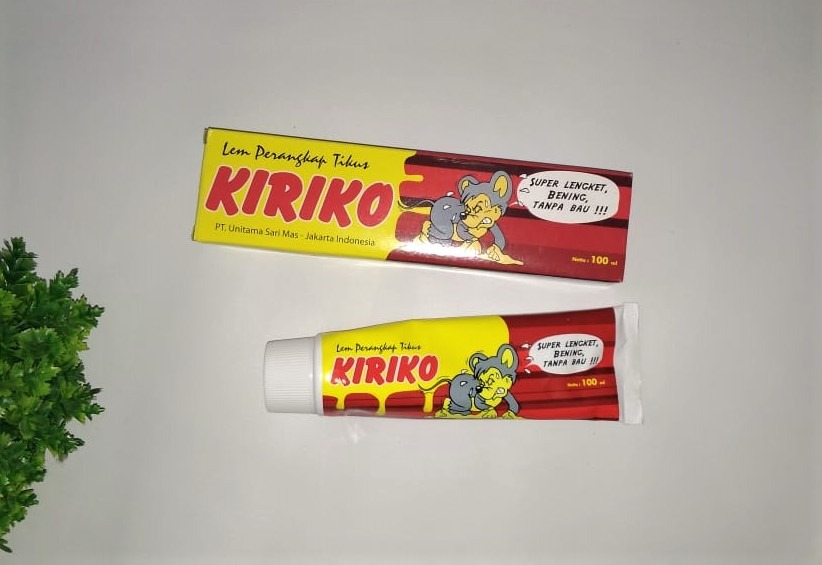 Lem Perangkap Tikus
KIRIKO
PT. Unitama Sari Mas - Jakarta Indonesia
SUPER LENGKET,
BENING,
TANPA BAU !!!
Netto : 100 ml
Lem Perangkap Tikus
KIRIKO
SUPER LENGKET,
BENING,
TANPA BAU !!!
Netto : 100 ml